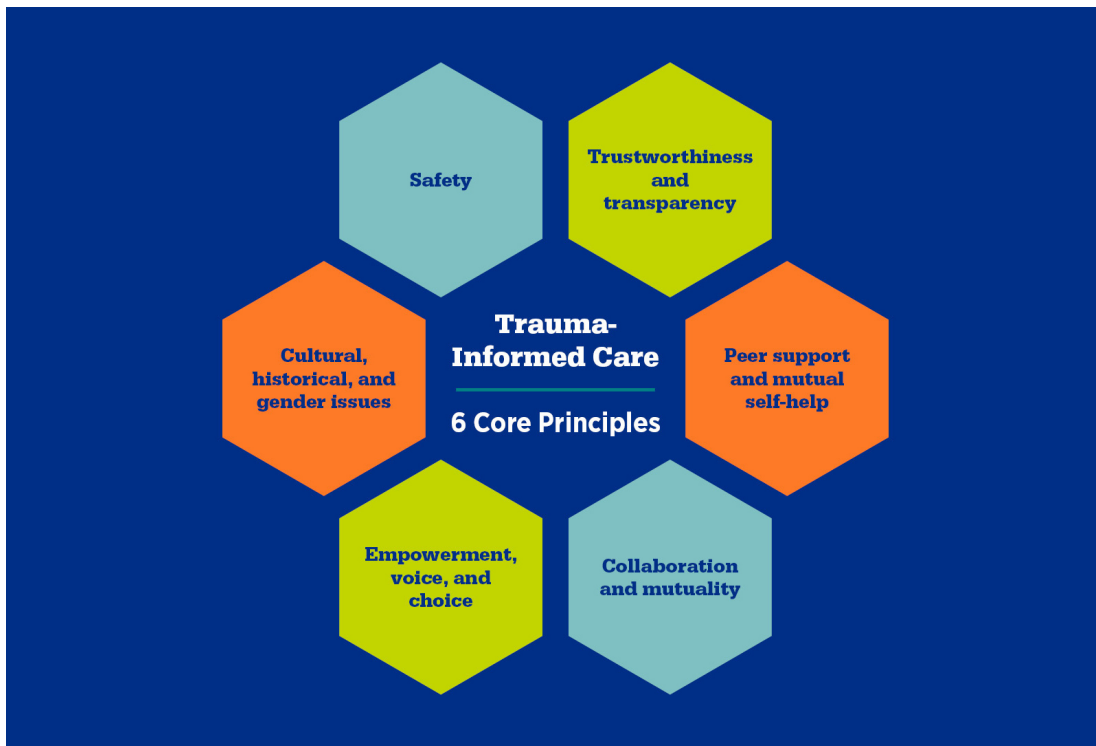 Safety
Trustworthiness
and
transparency
Trauma-
Informed Care
6 Core Principles
Cultural,
historical, and
gender issues
Peer support
and mutual
self-help
Empowerment,
voice, and
choice
Collaboration
and mutuality